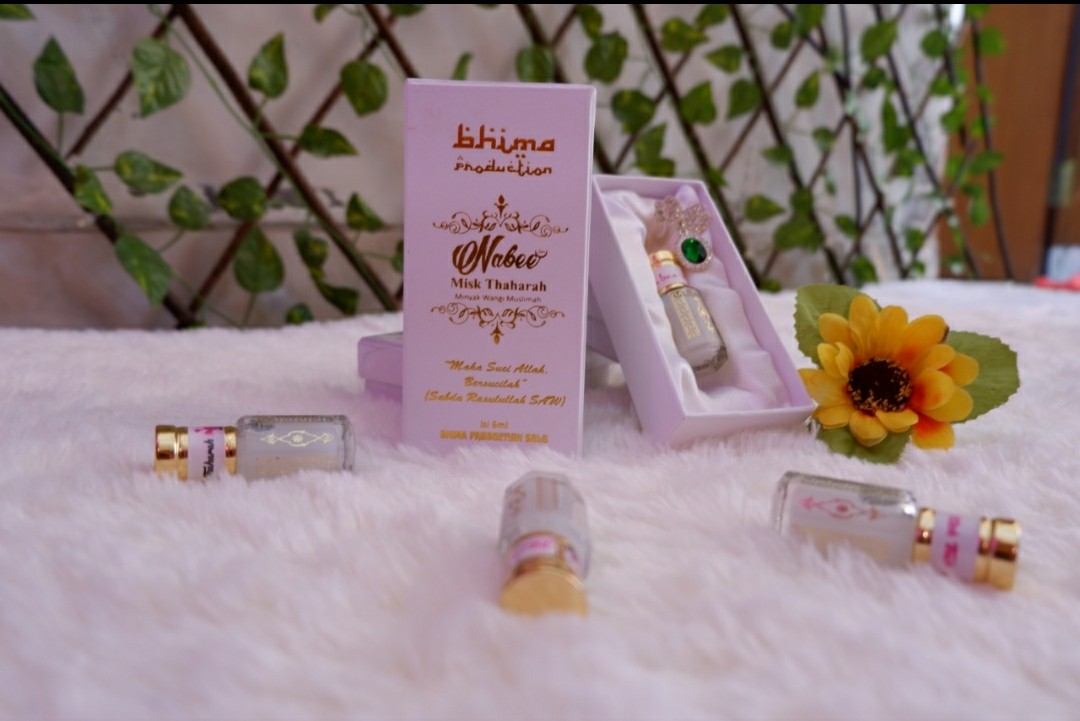 bhima
production
Nabee
Misk Thaharah
Minyak Wangi Muslimah
"Maha Suci Allah,
Bersucilah"
(Sabda Rasulullah SAW)
Isi 6ml
BHIMA PRODUCTION SOLO
Taharah